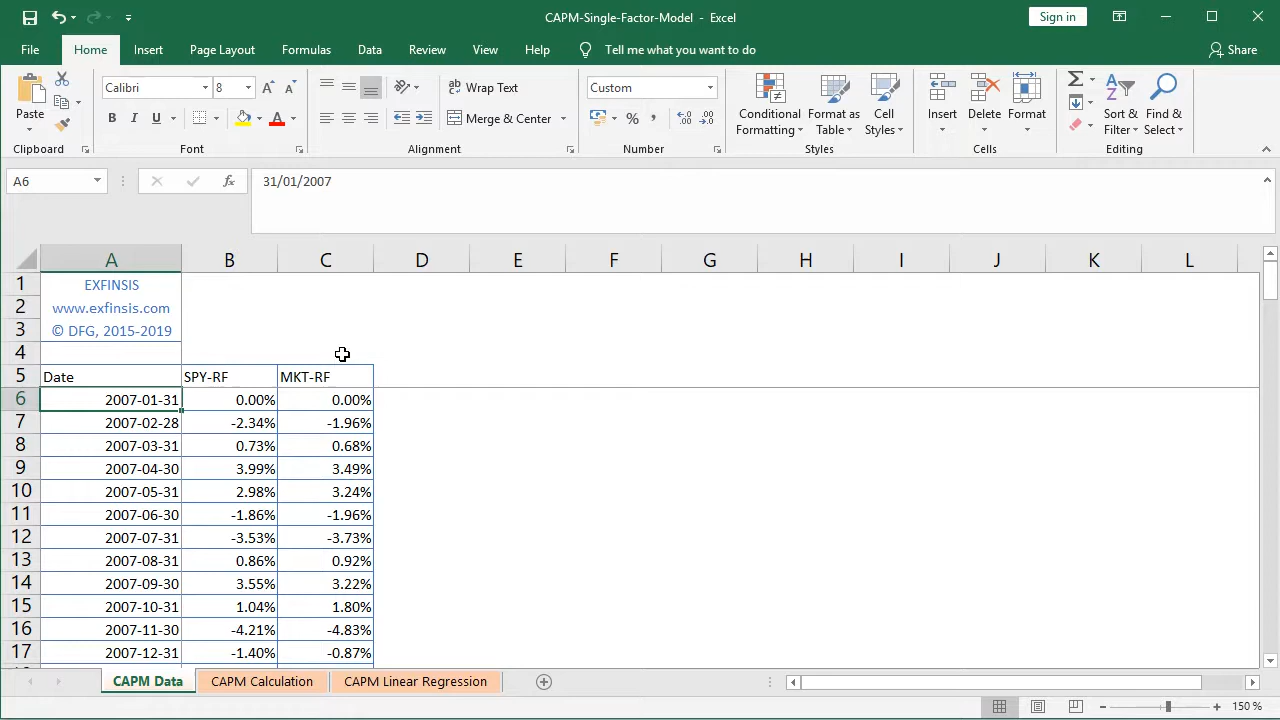 CAPM-Single-Factor-Model - Excel
Sign in
File Home Insert Page Layout Formulas Data Review View Help Tell me what you want to do Share
Calibri 8 Wrap Text Custom
Paste Merge & Center Conditional Formatting Format as Table Cell Styles Insert Delete Format Sort & Filter Find & Select
Clipboard Font Alignment Number Styles Cells Editing
A6 fx 31/01/2007
A B C D E F G H I J K L
1 EXFINSIS
2 www.exfinsis.com
3 © DFG, 2015-2019
4
5 Date SPY-RF MKT-RF
6 2007-01-31 0.00% 0.00%
7 2007-02-28 -2.34% -1.96%
8 2007-03-31 0.73% 0.68%
9 2007-04-30 3.99% 3.49%
10 2007-05-31 2.98% 3.24%
11 2007-06-30 -1.86% -1.96%
12 2007-07-31 -3.53% -3.73%
13 2007-08-31 0.86% 0.92%
14 2007-09-30 3.55% 3.22%
15 2007-10-31 1.04% 1.80%
16 2007-11-30 -4.21% -4.83%
17 2007-12-31 -1.40% -0.87%
CAPM Data CAPM Calculation CAPM Linear Regression
150 %